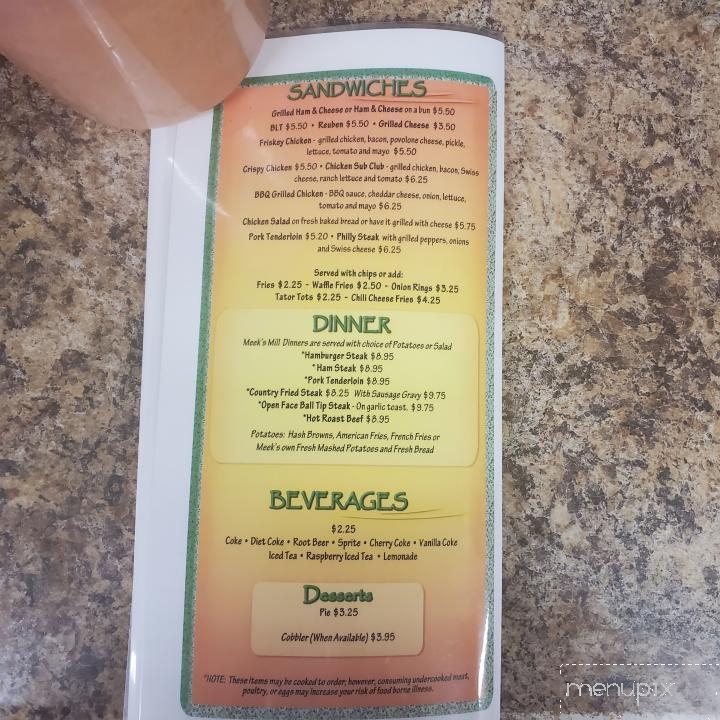 SANDWICHES
Grilled Ham & Cheese or Ham & Cheese on a bun $5.50
BLT $5.50 • Reuben $5.50 • Grilled Cheese $3.50
Friskey Chicken - grilled chicken, bacon, povolone cheese, pickle,
lettuce, tomato and mayo $5.50
Crispy Chicken $5.50 • Chicken Sub Club - grilled chicken, bacon, Swiss
cheese, ranch lettuce and tomato $6.25
BBQ Grilled Chicken - BBQ sauce, cheddar cheese, onion, lettuce,
tomato and mayo $6.25
Chicken Salad on fresh baked bread or have it grilled with cheese $5.75
Pork Tenderloin $5.20 • Philly Steak with grilled peppers, onions
and Swiss cheese $6.25
Served with chips or add:
Fries $2.25 - Waffle Fries $2.50 - Onion Rings $3.25
Tator Tots $2.25 - Chili Cheese Fries $4.25
DINNER
Meek's Mill Dinners are served with choice of Potatoes or Salad
*Hamburger Steak $8.95
*Ham Steak $8.95
*Pork Tenderloin $8.95
*Country Fried Steak $8.25 With Sausage Gravy $9.75
*Open Face Ball Tip Steak - On garlic toast. $9.75
*Hot Roast Beef $8.95
Potatoes: Hash Browns, American Fries, French Fries or
Meek's own Fresh Mashed Potatoes and Fresh Bread
BEVERAGES
$2.25
Coke • Diet Coke • Root Beer • Sprite • Cherry Coke • Vanilla Coke
Iced Tea • Raspberry Iced Tea • Lemonade
Desserts
Pie $3.25
Cobbler (When Available) $3.95
*NOTE: These items may be cooked to order; however, consuming undercooked meat,
poultry, or eggs may increase your risk of food borne illness.
menupix